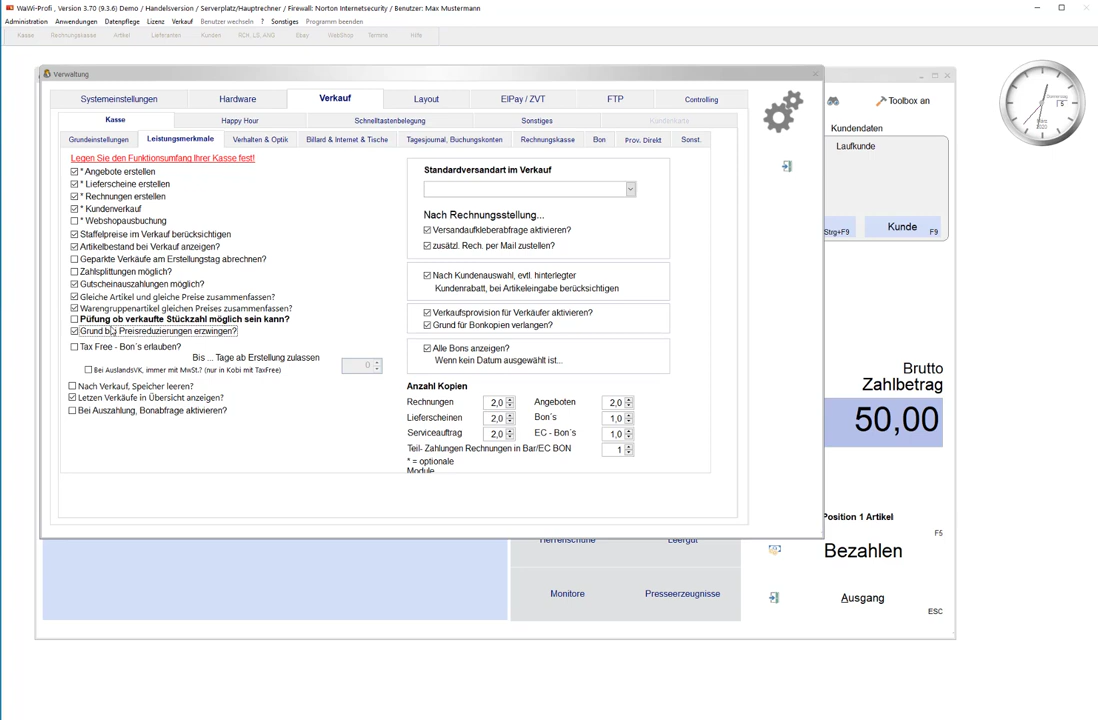 WaWi-Profi , Version 3.70 (9.3.6) Demo / Handelsversion / Serverplatz/Hauptrechner / Firewall: Norton Internetsecurity / Benutzer: Max Mustermann
Administration Anwendungen Datenpflege Lizenz Verkauf Benutzer wechseln ? Sonstiges Programm beenden
Kasse Rechnungskasse Artikel Lieferanten Kunden RCH, LS, ANG Ebay WebShop Termine Hilfe
Verwaltung
Systemeinstellungen Hardware Verkauf Layout ElPay / ZVT FTP Controlling
Kasse Happy Hour Schnelltastenbelegung Sonstiges Kundenkarte
Grundeinstellungen Leistungsmerkmale Verhalten & Optik Billard & Internet & Tische Tagesjournal, Buchungskonten Rechnungskasse Bon Prov. Direkt Sonst.
Legen Sie den Funktionsumfang Ihrer Kasse fest!
* Angebote erstellen
* Lieferscheine erstellen
* Rechnungen erstellen
* Kundenverkauf
* Webshopausbuchung
Staffelpreise im Verkauf berücksichtigen
Artikelbestand bei Verkauf anzeigen?
Geparkte Verkäufe am Erstellungstag abrechnen?
Zahlsplittungen möglich?
Gutscheinauszahlungen möglich?
Gleiche Artikel und gleiche Preise zusammenfassen?
Warengruppenartikel gleichen Preises zusammenfassen?
Püfung ob verkaufte Stückzahl möglich sein kann?
Grund bei Preisreduzierungen erzwingen?
Tax Free - Bon´s erlauben?
Bis ... Tage ab Erstellung zulassen 0
Bei AuslandsVK, immer mit MwSt.? (nur in Kobi mit TaxFree)
Nach Verkauf, Speicher leeren?
Letzen Verkäufe in Übersicht anzeigen?
Bei Auszahlung, Bonabfrage aktivieren?
Standardversandart im Verkauf
Nach Rechnungsstellung...
Versandaufkleberabfrage aktivieren?
zusätzl. Rech. per Mail zustellen?
Nach Kundenauswahl, evtl. hinterlegter
Kundenrabatt, bei Artikeleingabe berücksichtigen
Verkaufsprovision für Verkäufer aktivieren?
Grund für Bonkopien verlangen?
Alle Bons anzeigen?
Wenn kein Datum ausgewählt ist...
Anzahl Kopien
Rechnungen 2,0 Angeboten 2,0
Lieferscheinen 2,0 Bon´s 1,0
Serviceauftrag 2,0 EC - Bon´s 1,0
Teil- Zahlungen Rechnungen in Bar/EC BON 1
* = optionale
Module
Toolbox an
Kundendaten
Laufkunde
Strg+F9 Kunde F9
Brutto
Zahlbetrag
50,00
Position 1 Artikel
F5
Bezahlen
Ausgang
ESC
Herrenschuhe Leergut
Monitore Presseerzeugnisse
Donnerstag
5
März
2020